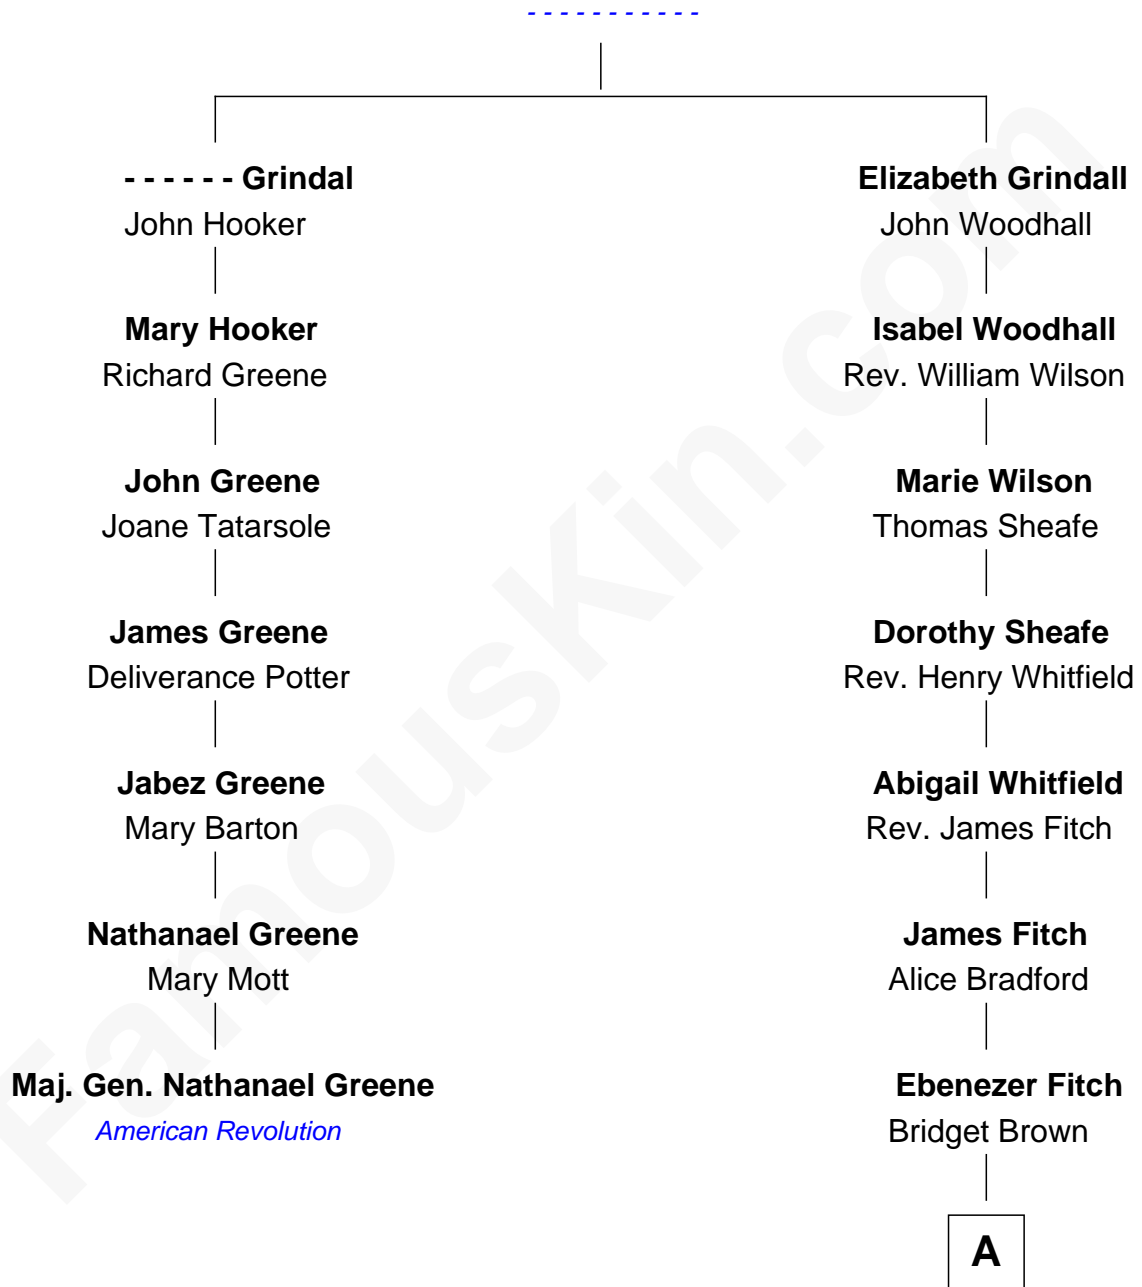 - - - - - - - - - - -
- - - - - - Grindal
John Hooker
Mary Hooker
Richard Greene
John Greene
Joane Tatarsole
James Greene
Deliverance Potter
Jabez Greene
Mary Barton
Nathanael Greene
Mary Mott
Maj. Gen. Nathanael Greene
American Revolution
Elizabeth Grindall
John Woodhall
Isabel Woodhall
Rev. William Wilson
Marie Wilson
Thomas Sheafe
Dorothy Sheafe
Rev. Henry Whitfield
Abigail Whitfield
Rev. James Fitch
James Fitch
Alice Bradford
Ebenezer Fitch
Bridget Brown
A
FamousKin.com